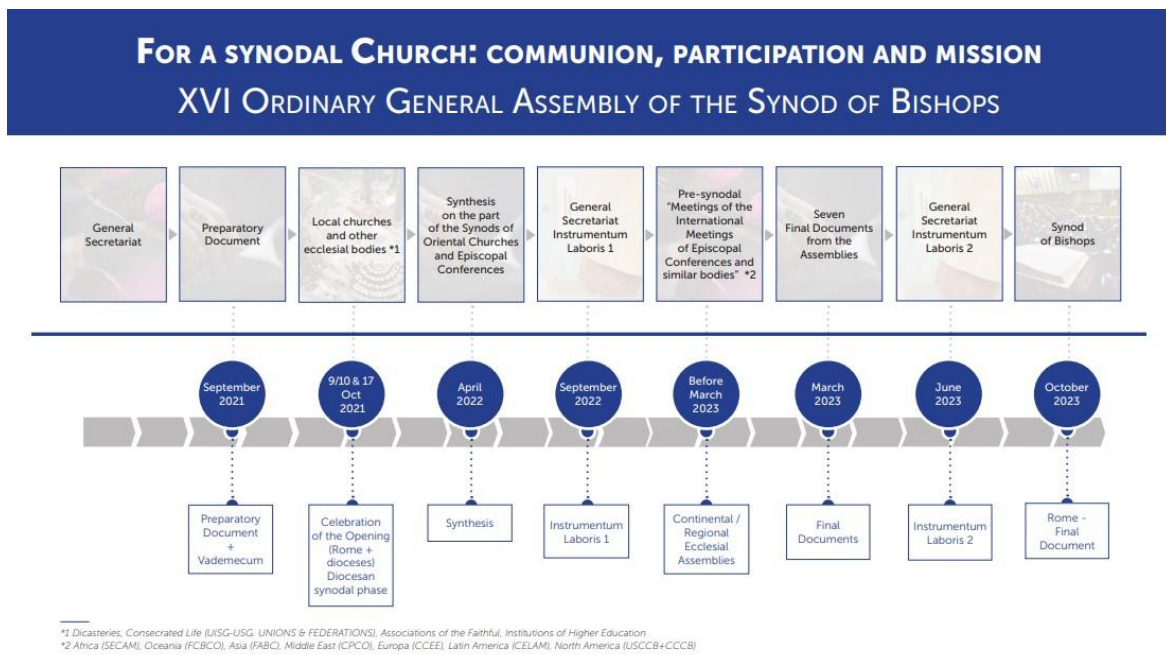 FOR A SYNODAL CHURCH: COMMUNION, PARTICIPATION AND MISSION
XVI ORDINARY GENERAL ASSEMBLY OF THE SYNOD OF BISHOPS
General
Secretariat
Preparatory
Document
Local churches
and other
ecclesial bodies *1
Synthesis
on the part
of the Synods of
Oriental Churches
and Episcopal
Conferences
General
Secretariat
Instrumentum
Laboris 1
Pre-synodal
"Meetings of the
International
Meetings
of Episcopal
Conferences and
similar bodies" *2
Seven
Final Documents
from the
Assemblies
General
Secretariat
Instrumentum
Laboris 2
Synod
of Bishops
September
2021
9/10 & 17
Oct
2021
April
2022
September
2022
Before
March
2023
March
2023
June
2023
October
2023
Preparatory
Document
+
Vademecum
Celebration
of the Opening
(Rome +
dioceses)
Diocesan
synodal phase
Synthesis
Instrumentum
Laboris 1
Continental /
Regional
Ecclesial
Assemblies
Final
Documents
Instrumentum
Laboris 2
Rome -
Final
Document
*1 Dicasteries, Consecrated Life (UISG-USG. UNIONS & FEDERATIONS), Associations of the Faithful, Institutions of Higher Education
*2 Africa (SECAM), Oceania (FCBCO), Asia (FABC), Middle East (CPCO), Europa (CCEE), Latin America (CELAM), North America (USCCB+CCCB)